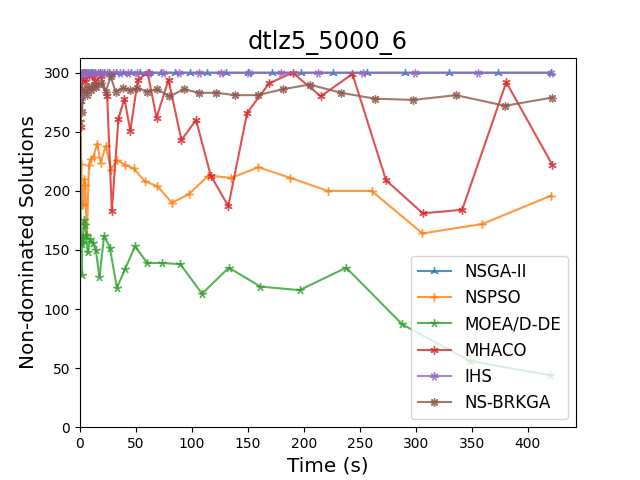 dtlz5_5000_6
Non-dominated Solutions
300
250
200
150
100
50
0
0 50 100 150 200 250 300 350 400
Time (s)
NSGA-II
NSPSO
MOEA/D-DE
MHACO
IHS
NS-BRKGA